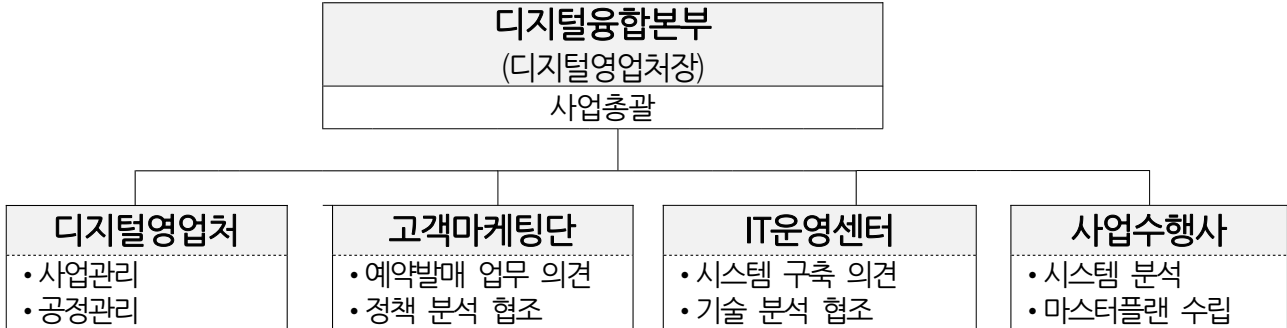 디지털융합본부
(디지털영업처장)
사업총괄
디지털영업처
• 사업관리
• 공정관리
고객마케팅단
• 예약발매 업무 의견
• 정책 분석 협조
IT운영센터
• 시스템 구축 의견
• 기술 분석 협조
사업수행사
• 시스템 분석
• 마스터플랜 수립